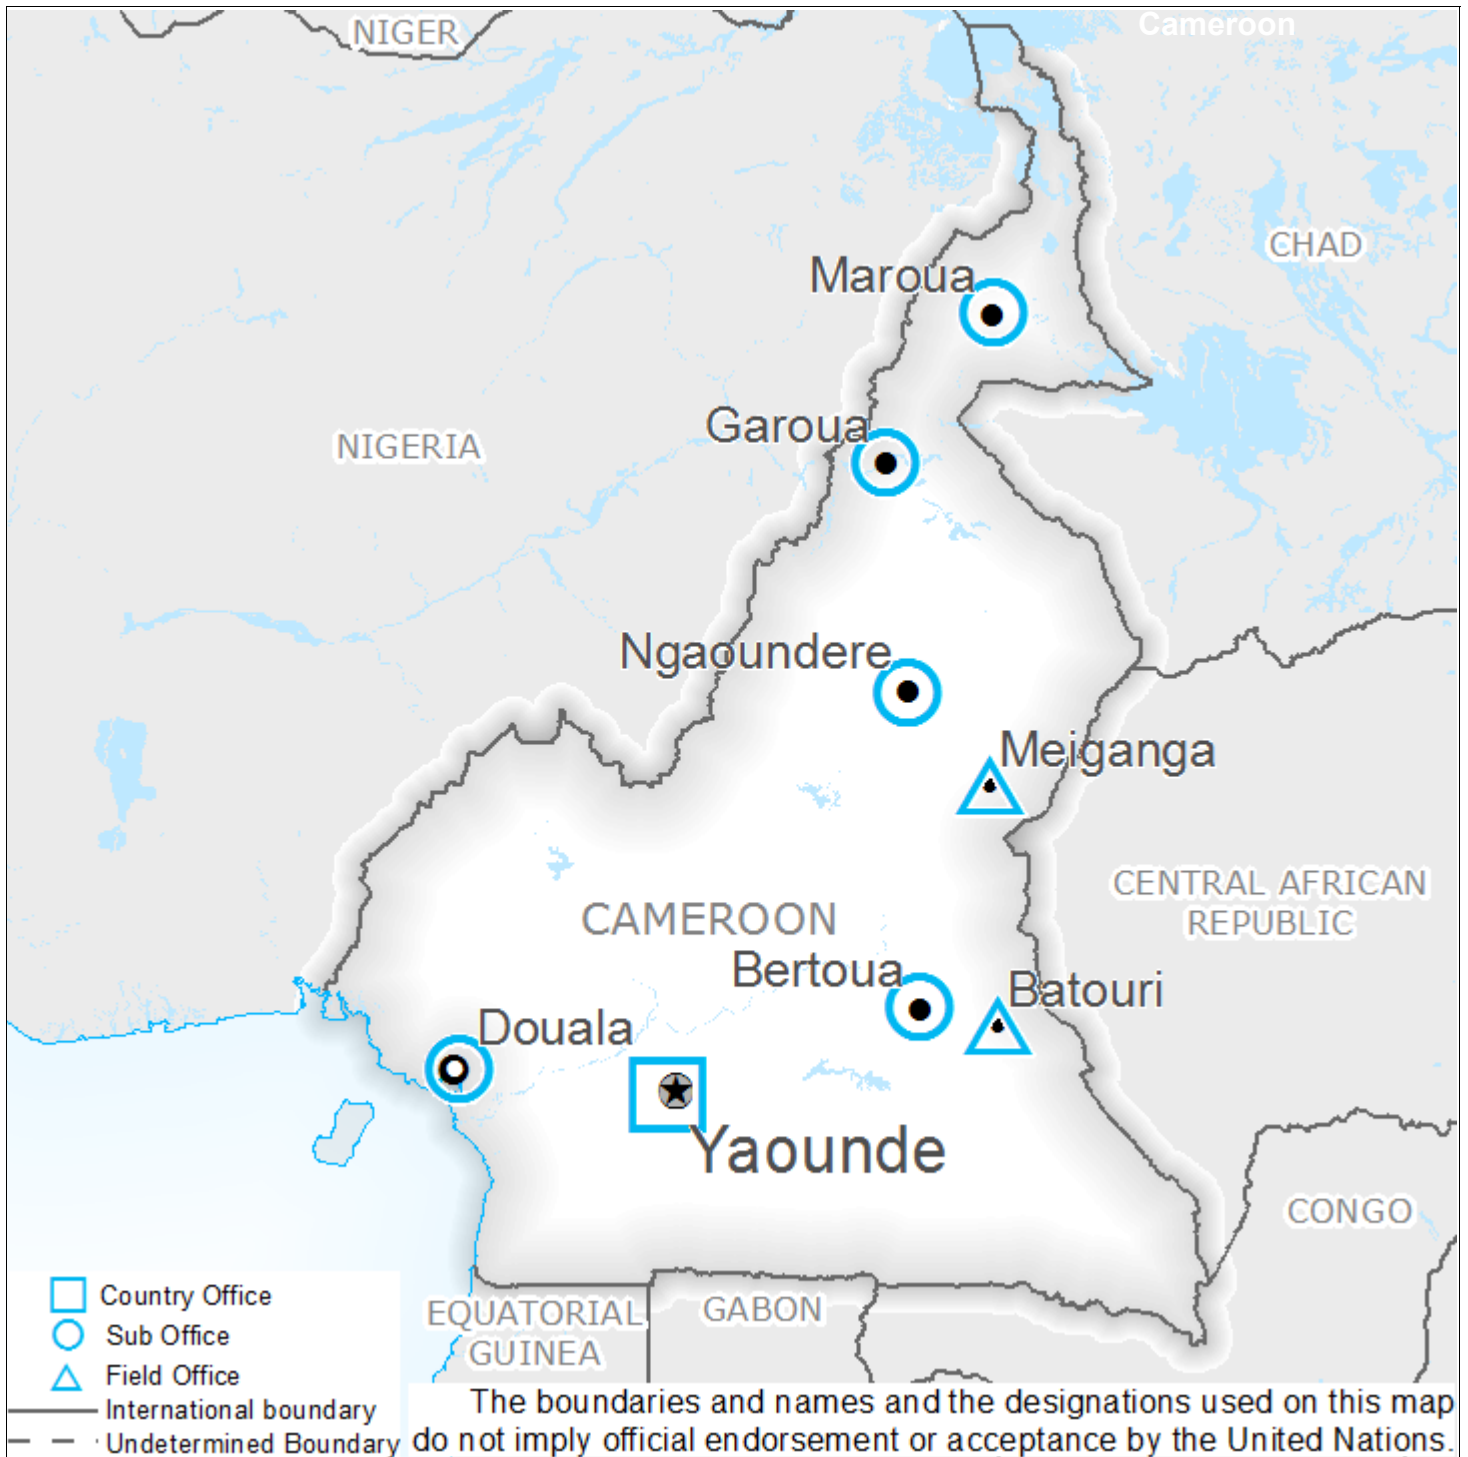 Cameroon
NIGER
CHAD
Maroua
Garoua
NIGERIA
Ngaoundere
Meiganga
CENTRAL AFRICAN
REPUBLIC
CAMEROON
Bertoua
Batouri
Douala
Yaounde
CONGO
EQUATORIAL
GUINEA
GABON
Country Office
Sub Office
Field Office
International boundary
Undetermined Boundary
The boundaries and names and the designations used on this map
do not imply official endorsement or acceptance by the United Nations.